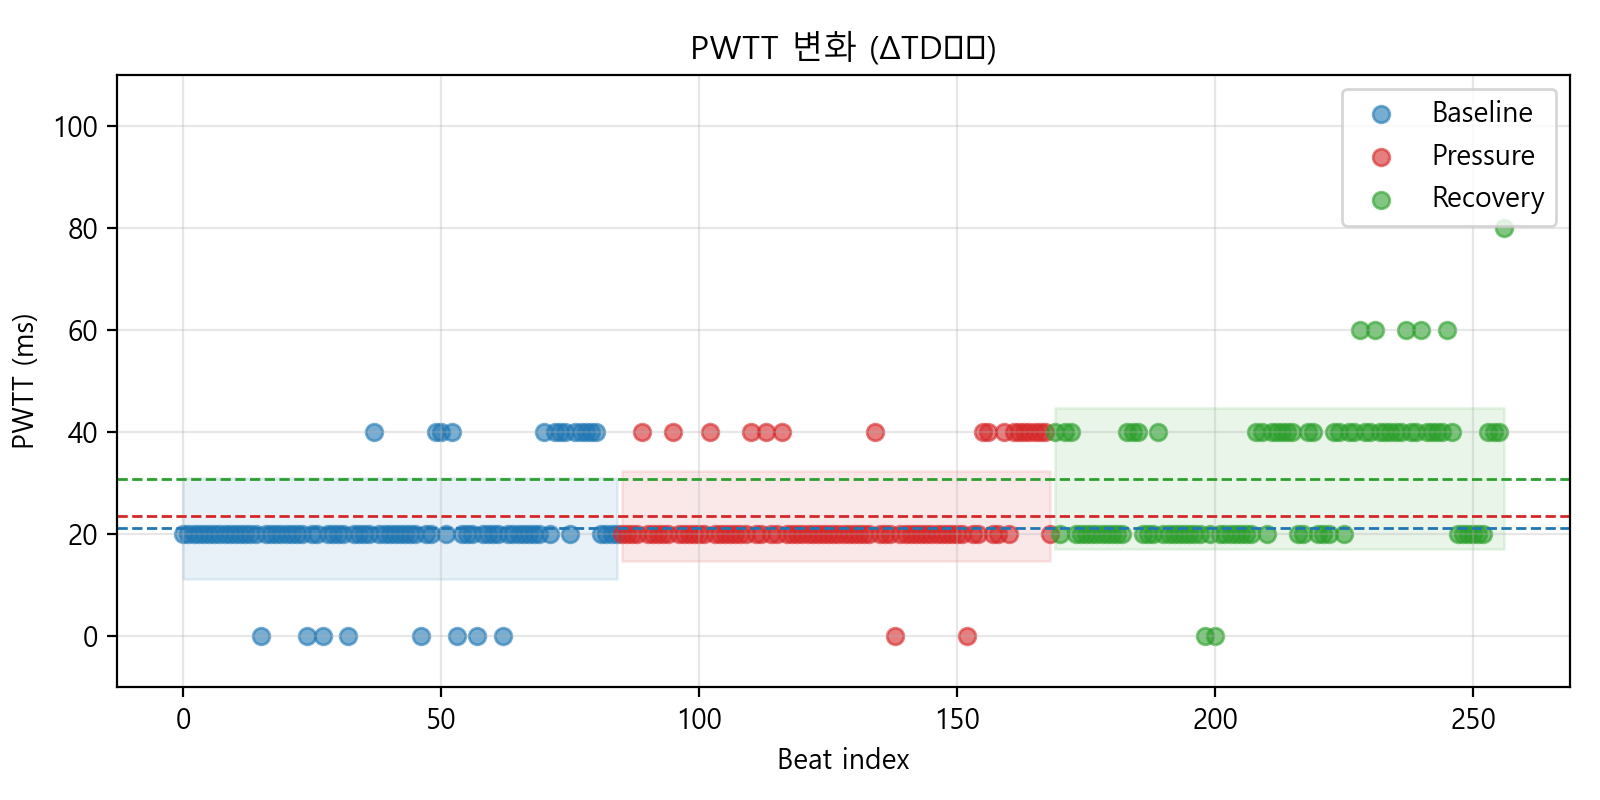 PWTT 변화 (ΔTD▯▯)
PWTT (ms)
100
80
60
40
20
0
Baseline
Pressure
Recovery
0 50 100 150 200 250
Beat index